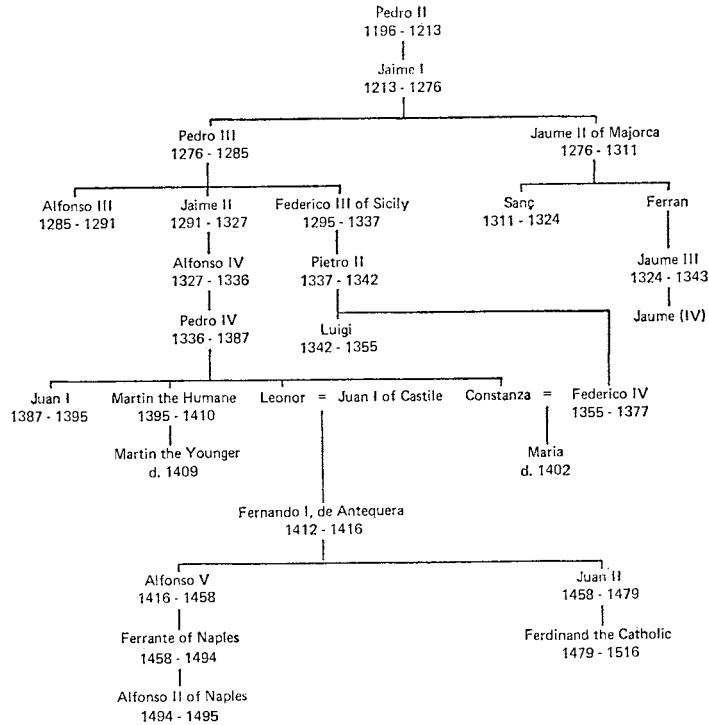 Pedro II
1196 - 1213
Jaime I
1213 - 1276
Pedro III
1276 - 1285
Jaume II of Majorca
1276 - 1311
Alfonso III
1285 - 1291
Jaime II
1291 - 1327
Federico III of Sicily
1295 - 1337
Sanç
1311 - 1324
Ferran
Alfonso IV
1327 - 1336
Pietro II
1337 - 1342
Jaume III
1324 - 1343
Pedro IV
1336 - 1387
Luigi
1342 - 1355
Jaume (IV)
Juan I
1387 - 1395
Martin the Humane
1395 - 1410
Leonor = Juan I of Castile
Constanza = Federico IV
1355 - 1377
Martin the Younger
d. 1409
Maria
d. 1402
Fernando I, de Antequera
1412 - 1416
Alfonso V
1416 - 1458
Juan II
1458 - 1479
Ferrante of Naples
1458 - 1494
Ferdinand the Catholic
1479 - 1516
Alfonso II of Naples
1494 - 1495